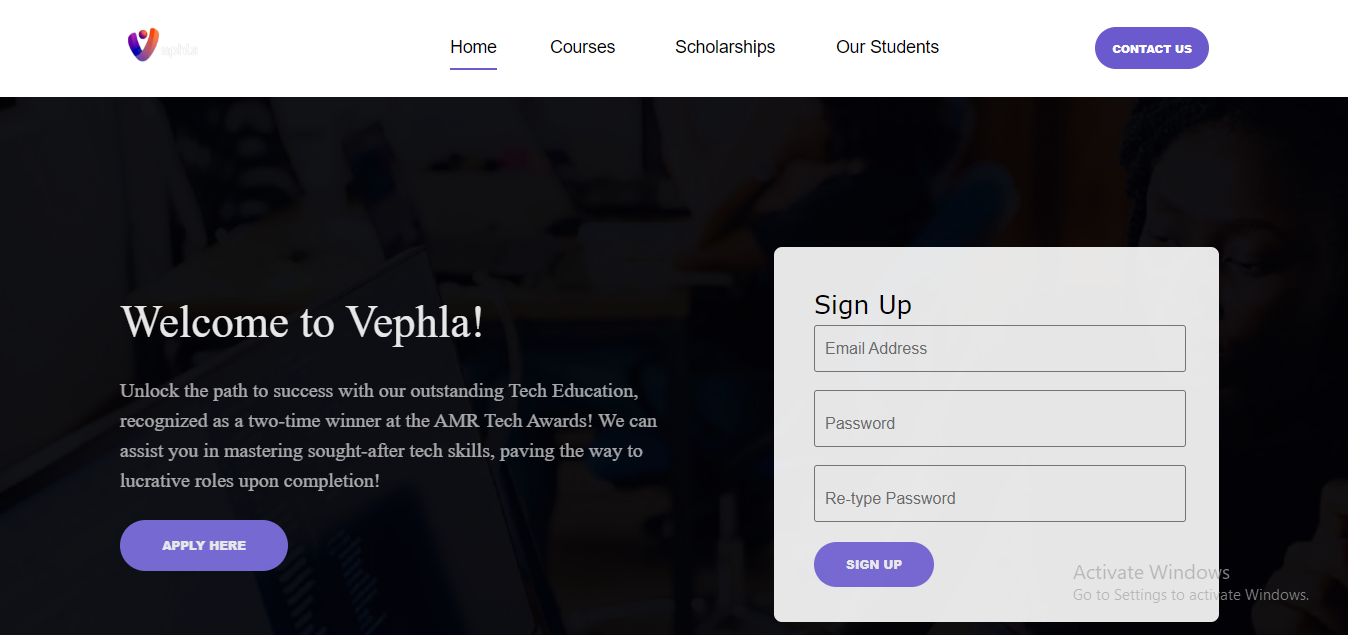 Vephla
Home
Courses
Scholarships
Our Students
CONTACT US
Welcome to Vephla!
Unlock the path to success with our outstanding Tech Education,
recognized as a two-time winner at the AMR Tech Awards! We can
assist you in mastering sought-after tech skills, paving the way to
lucrative roles upon completion!
APPLY HERE
Sign Up
Email Address
Password
Re-type Password
SIGN UP
Activate Windows
Go to Settings to activate Windows.